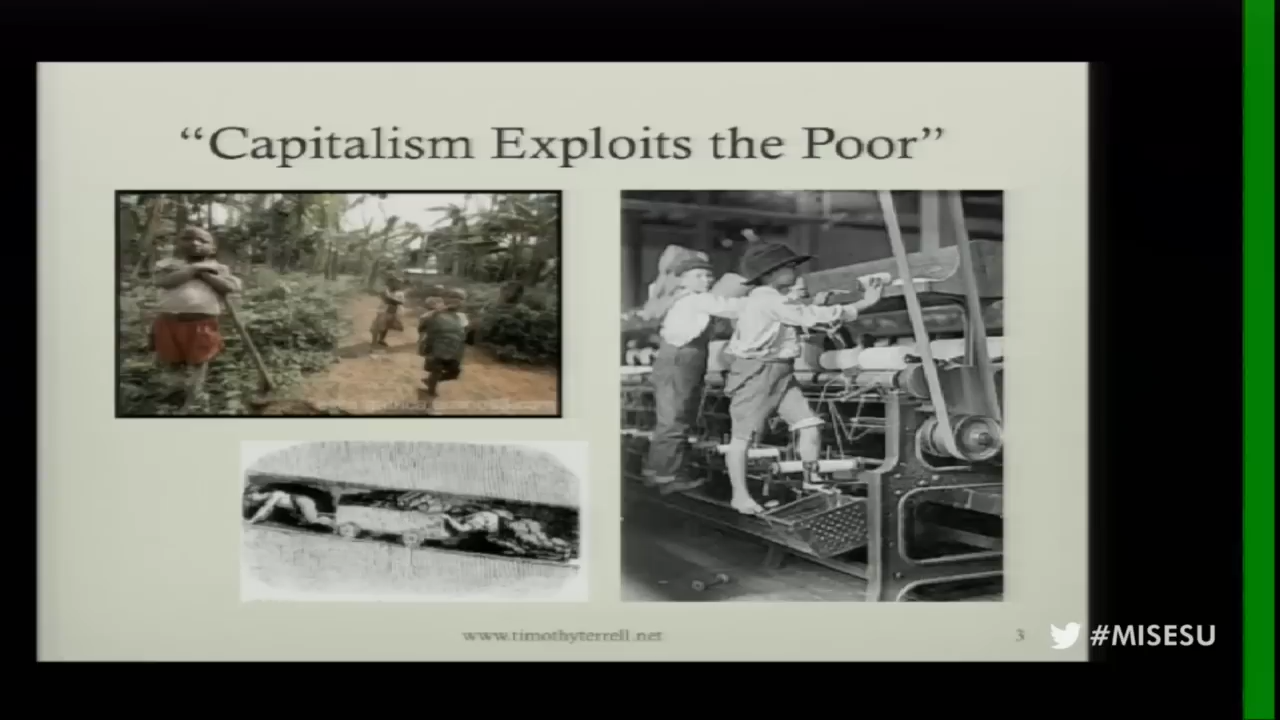 “Capitalism Exploits the Poor”
www.timothyterrell.net
3
#MISESU